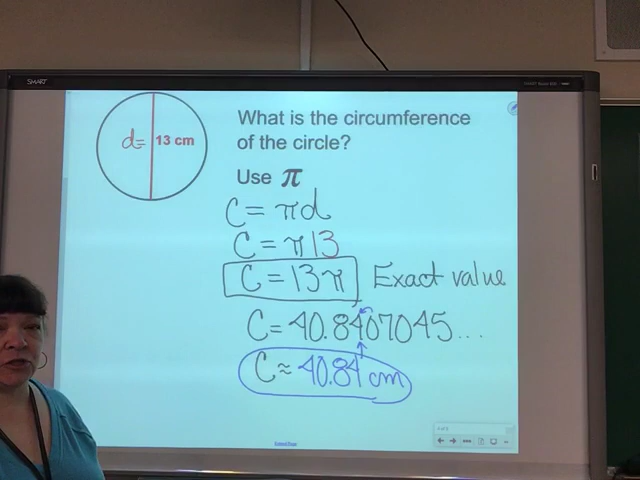 SMART
What is the circumference
of the circle?
d= 13 cm
Use π
C = πd
C = π13
C = 13π Exact value
C = 40.8407045...
C ≈ 40.84 cm